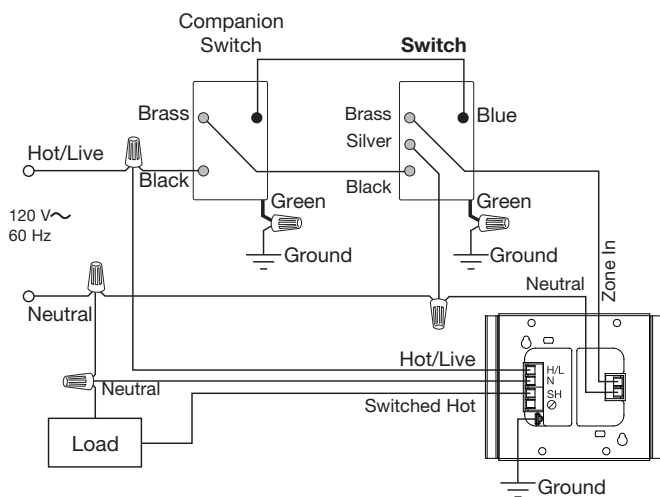 Companion
Switch
Switch
Brass
Brass
Blue
Silver
Hot/Live
Black
Black
Green
Green
120 V~
60 Hz
Ground
Ground
Zone In
Neutral
Neutral
Hot/Live
H/L
Neutral
N
Switched Hot
SH
Load
Ground